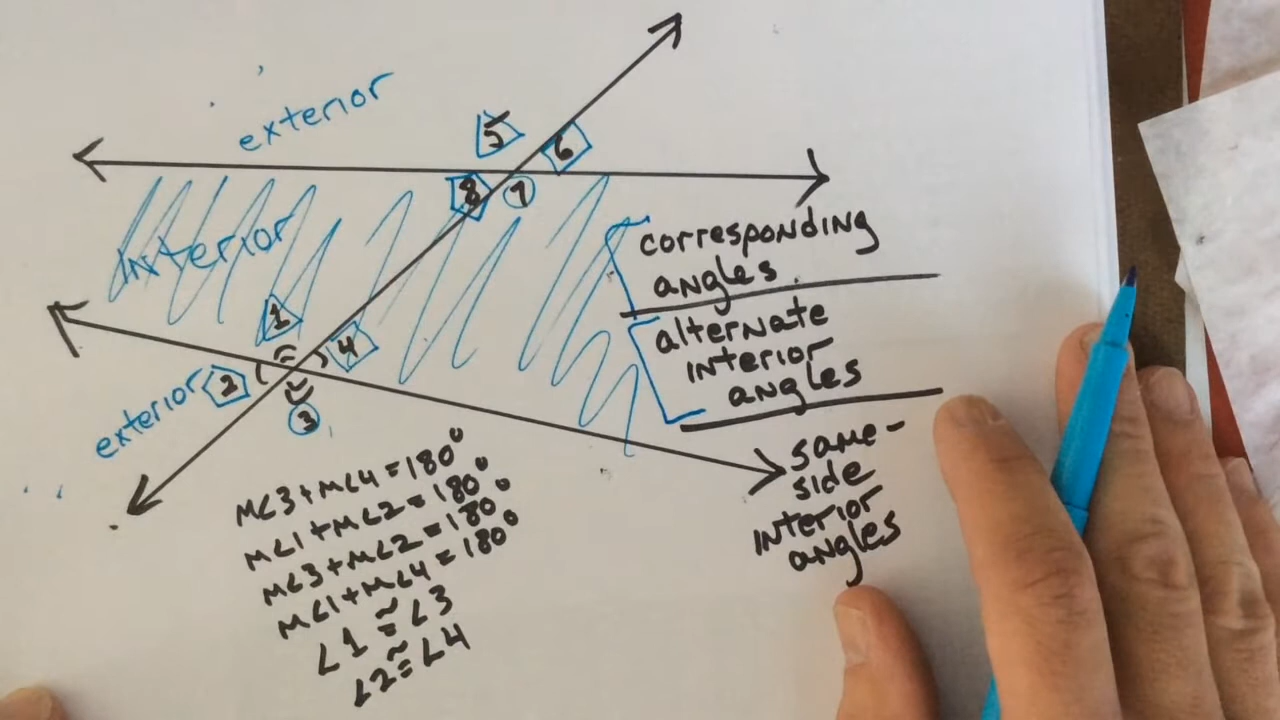 exterior
5
6
8
7
interior
corresponding
angles
alternate
interior
angles
1
4
2
exterior
3
same-
side
interior
angles
m∠3+m∠4=180°
m∠1+m∠2=180°
m∠3+m∠2=180°
m∠1+m∠4=180°
∠1≅∠3
∠2≅∠4